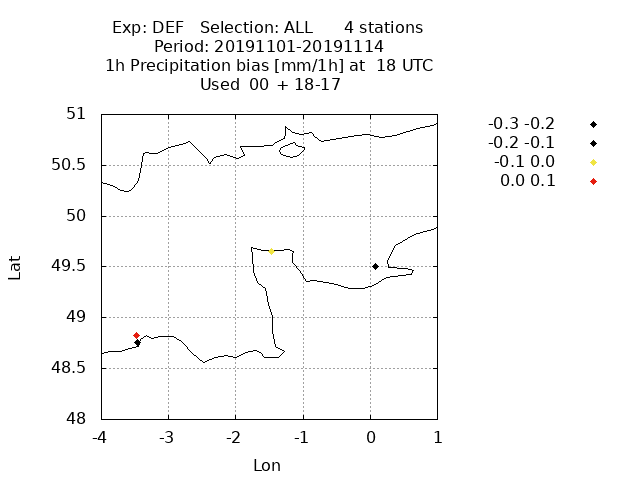 Exp: DEF   Selection: ALL      4 stations
Period: 20191101-20191114
1h Precipitation bias [mm/1h] at  18 UTC
Used  00  + 18-17
51
50.5
50
49.5
49
48.5
48
-4
-3
-2
-1
0
1
Lat
Lon
-0.3 -0.2
-0.2 -0.1
-0.1 0.0
0.0 0.1